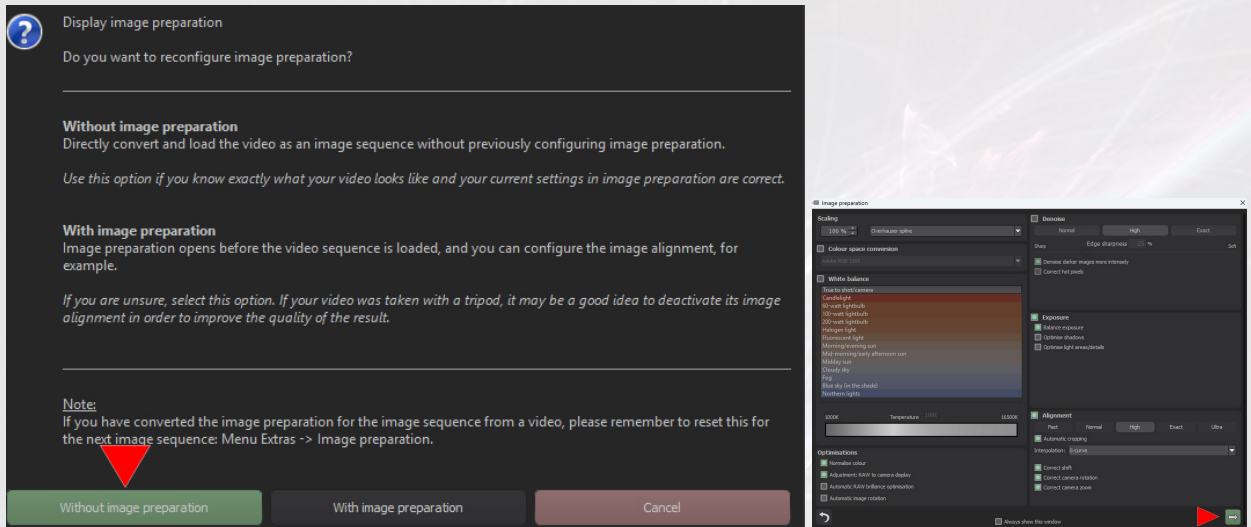 Display image preparation
Do you want to reconfigure image preparation?
Without image preparation
Directly convert and load the video as an image sequence without previously configuring image preparation.
Use this option if you know exactly what your video looks like and your current settings in image preparation are correct.
With image preparation
Image preparation opens before the video sequence is loaded, and you can configure the image alignment, for
example.
If you are unsure, select this option. If your video was taken with a tripod, it may be a good idea to deactivate its image
alignment in order to improve the quality of the result.
Note:
If you have converted the image preparation for the image sequence from a video, please remember to reset this for
the next image sequence: Menu Extras -> Image preparation.
Without image preparation
With image preparation
Cancel
Image preparation
Scaling
100 %
Overhauser spline
Colour space conversion
Adobe RGB 1998
White balance
True to shot/camera
Candlelight
60-watt lightbulb
100-watt lightbulb
200-watt lightbulb
Halogen light
Fluorescent light
Morning/evening sun
Mid-morning/early afternoon sun
Midday sun
Cloudy sky
Fog
Blue sky (in the shade)
Northern lights
1000K
Temperature
16500K
Optimisations
Normalise colour
Adjustment: RAW to camera display
Automatic RAW brilliance optimisation
Automatic image rotation
Denoise
Normal
High
Exact
Sharp
Edge sharpness
%
Soft
Denoise darker images more intensely
Correct hot pixels
Exposure
Balance exposure
Optimise shadows
Optimise light areas/details
Alignment
Fast
Normal
High
Exact
Ultra
Automatic cropping
Interpolation: S-curve
Correct shift
Correct camera rotation
Correct camera zoom
Always show this window